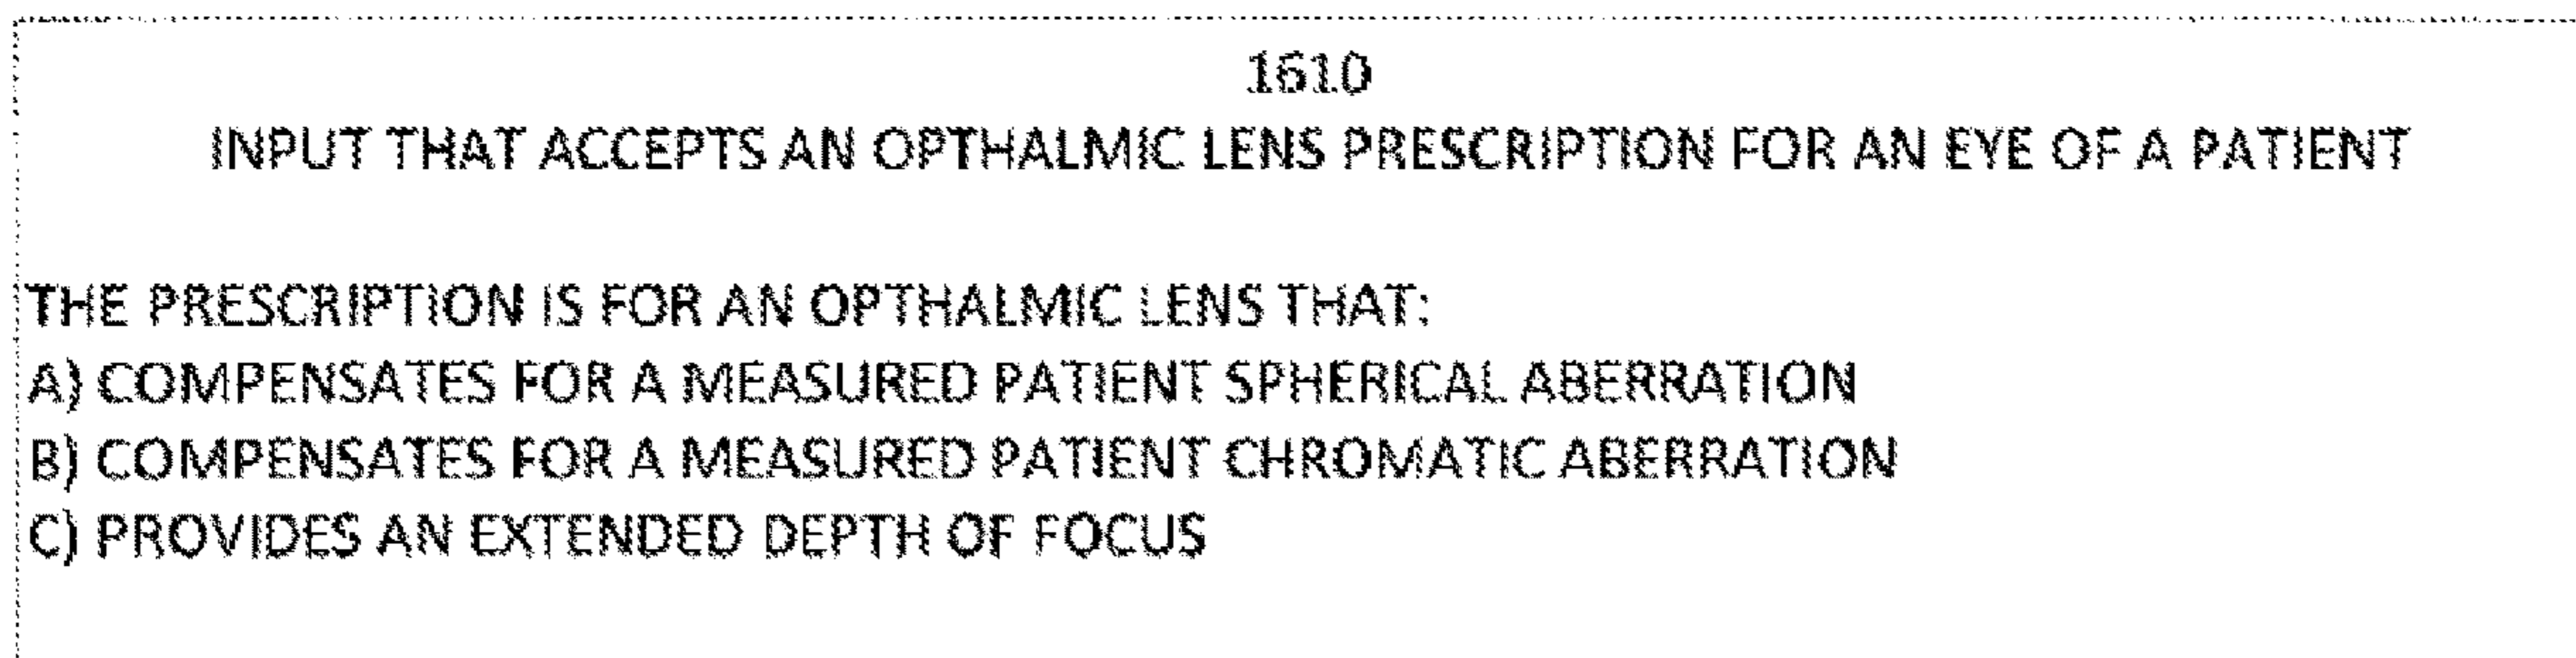 1610
INPUT THAT ACCEPTS AN OPTHALMIC LENS PRESCRIPTION FOR AN EYE OF A PATIENT
THE PRESCRIPTION IS FOR AN OPTHALMIC LENS THAT:
A) COMPENSATES FOR A MEASURED PATIENT SPHERICAL ABERRATION
B) COMPENSATES FOR A MEASURED PATIENT CHROMATIC ABERRATION
C) PROVIDES AN EXTENDED DEPTH OF FOCUS